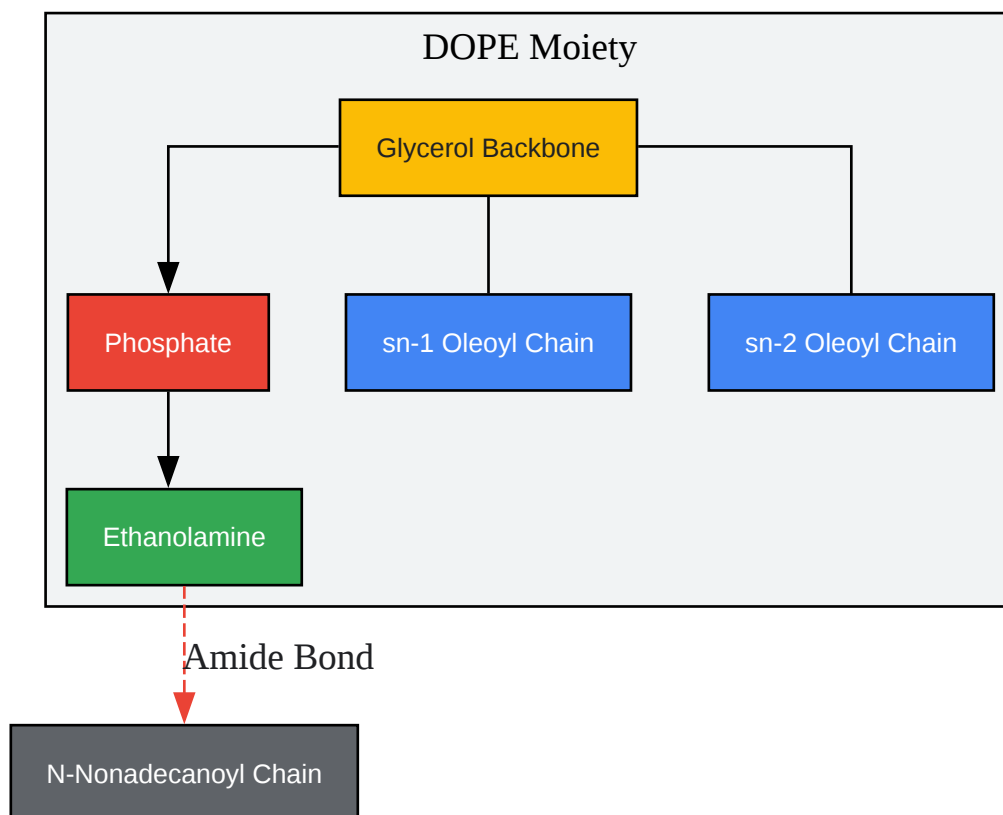 DOPE Moiety
Glycerol Backbone
Phosphate
sn-1 Oleoyl Chain
sn-2 Oleoyl Chain
Ethanolamine
Amide Bond
N-Nonadecanoyl Chain